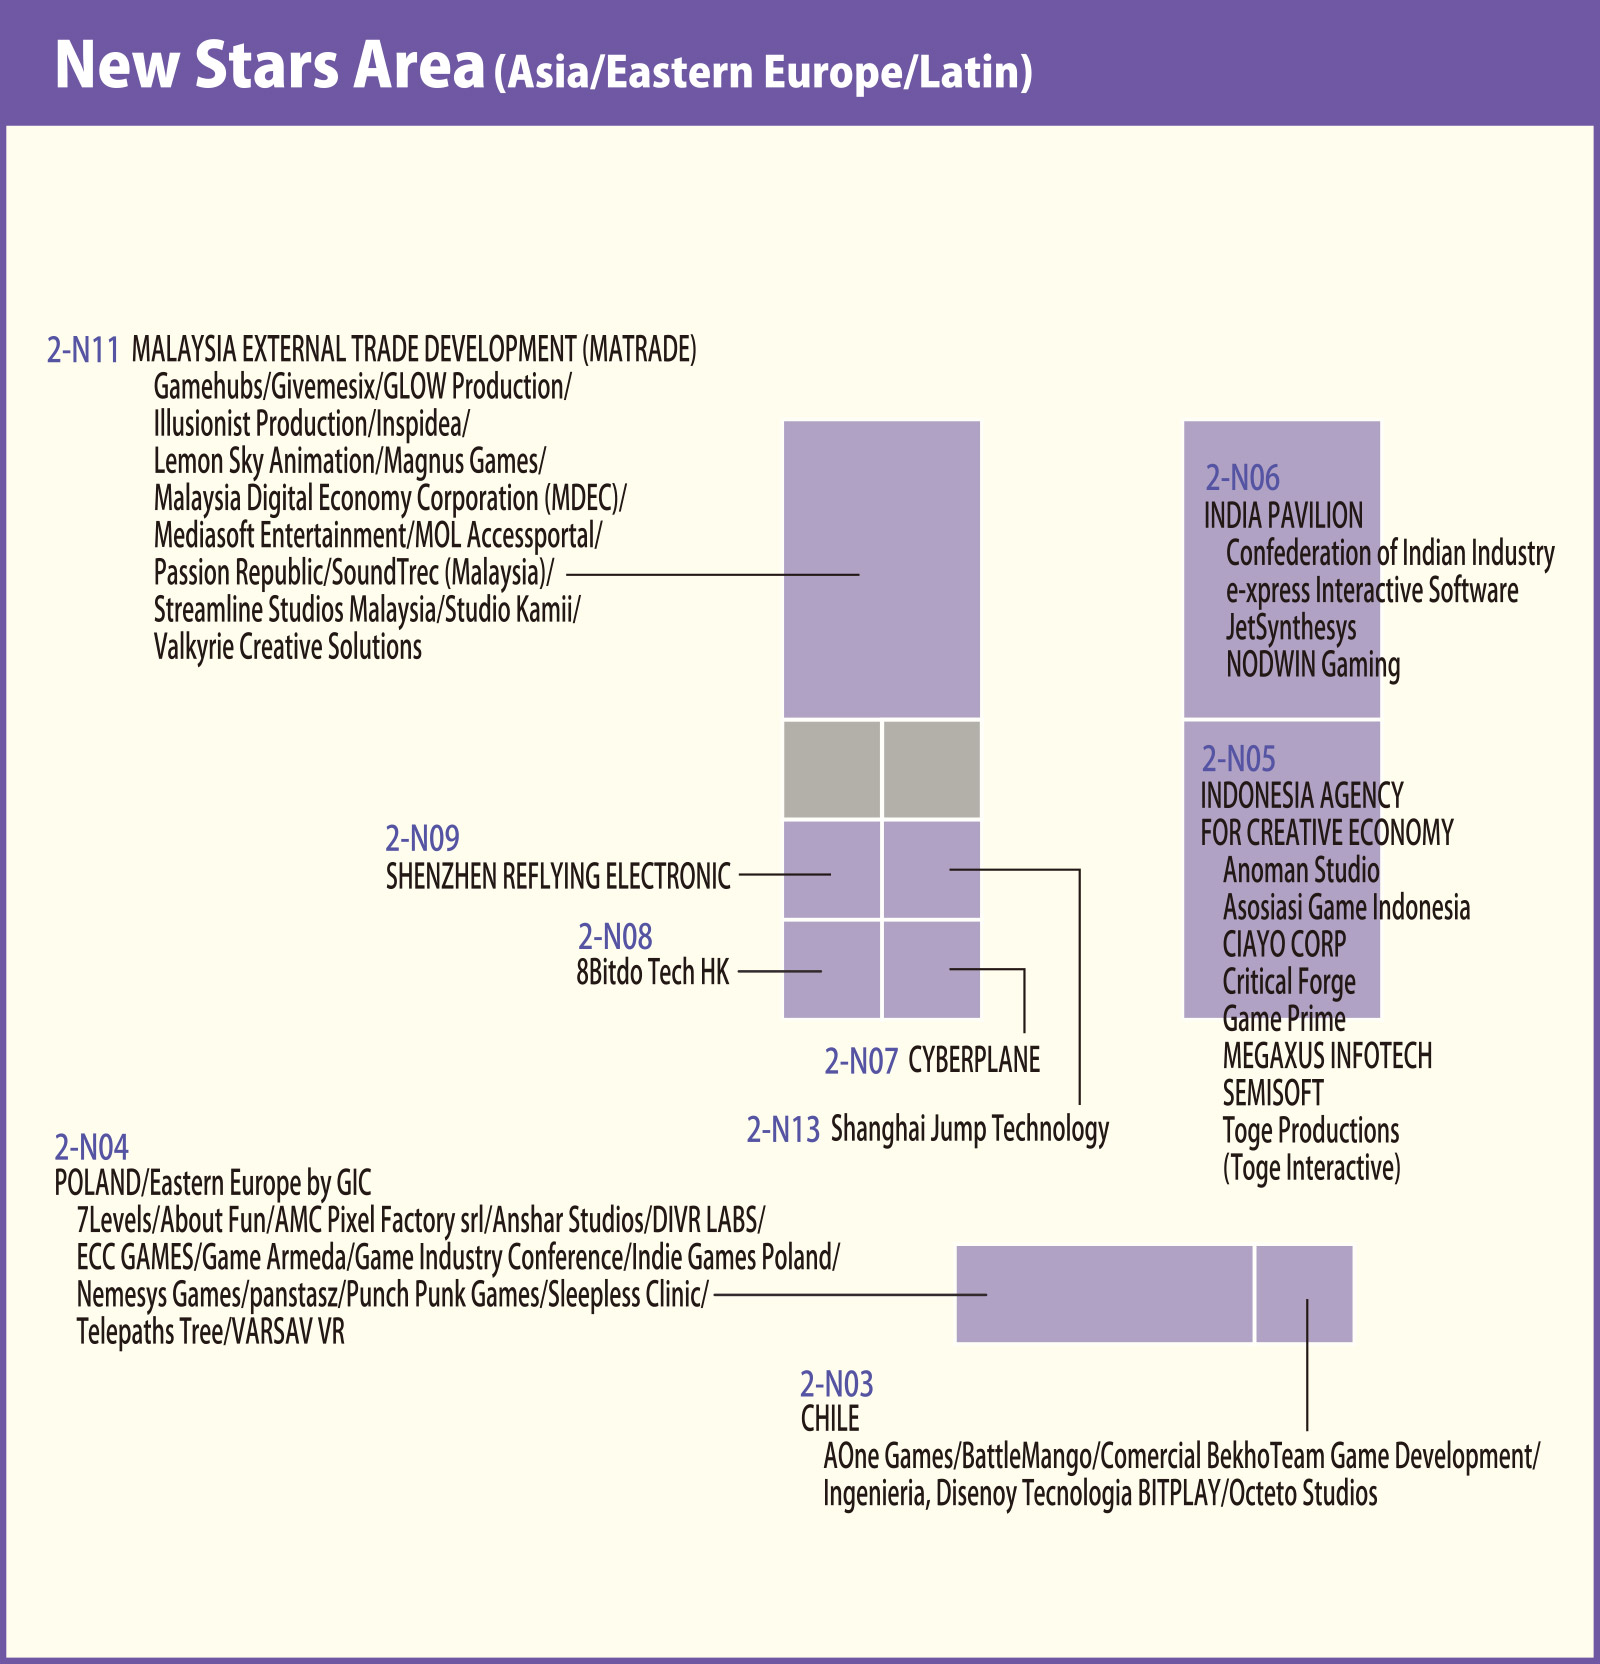 New Stars Area (Asia/Eastern Europe/Latin)
2-N11 MALAYSIA EXTERNAL TRADE DEVELOPMENT (MATRADE)
Gamehubs/Givemesix/GLOW Production/
Illusionist Production/Inspidea/
Lemon Sky Animation/Magnus Games/
Malaysia Digital Economy Corporation (MDEC)/
Mediasoft Entertainment/MOL Accessportal/
Passion Republic/SoundTrec (Malaysia)/
Streamline Studios Malaysia/Studio Kamii/
Valkyrie Creative Solutions
2-N06
INDIA PAVILION
Confederation of Indian Industry
e-xpress Interactive Software
JetSynthesys
NODWIN Gaming
2-N05
INDONESIA AGENCY
FOR CREATIVE ECONOMY
Anoman Studio
Asosiasi Game Indonesia
CIAYO CORP
Critical Forge
Game Prime
MEGAXUS INFOTECH
SEMISOFT
Toge Productions
(Toge Interactive)
2-N09
SHENZHEN REFLYING ELECTRONIC
2-N08
8Bitdo Tech HK
2-N07 CYBERPLANE
2-N13 Shanghai Jump Technology
2-N04
POLAND/Eastern Europe by GIC
7Levels/About Fun/AMC Pixel Factory srl/Anshar Studios/DIVR LABS/
ECC GAMES/Game Armeda/Game Industry Conference/Indie Games Poland/
Nemesys Games/panstasz/Punch Punk Games/Sleepless Clinic/
Telepaths Tree/VARSAV VR
2-N03
CHILE
AOne Games/BattleMango/Comercial BekhoTeam Game Development/
Ingenieria, Disenoy Tecnologia BITPLAY/Octeto Studios